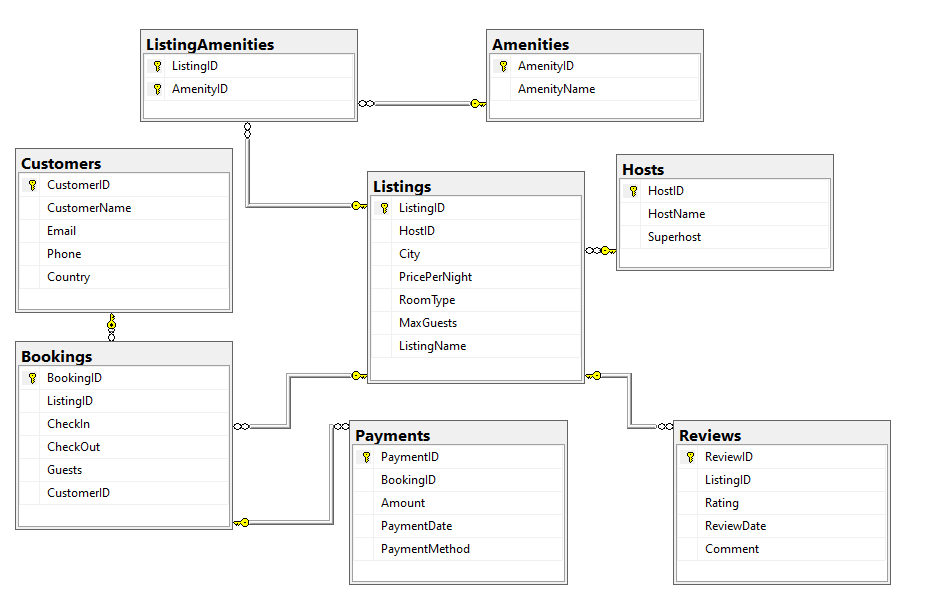 ListingAmenities
ListingID
AmenityID
Amenities
AmenityID
AmenityName
Customers
CustomerID
CustomerName
Email
Phone
Country
Listings
ListingID
HostID
City
PricePerNight
RoomType
MaxGuests
ListingName
Hosts
HostID
HostName
Superhost
Bookings
BookingID
ListingID
CheckIn
CheckOut
Guests
CustomerID
Payments
PaymentID
BookingID
Amount
PaymentDate
PaymentMethod
Reviews
ReviewID
ListingID
Rating
ReviewDate
Comment